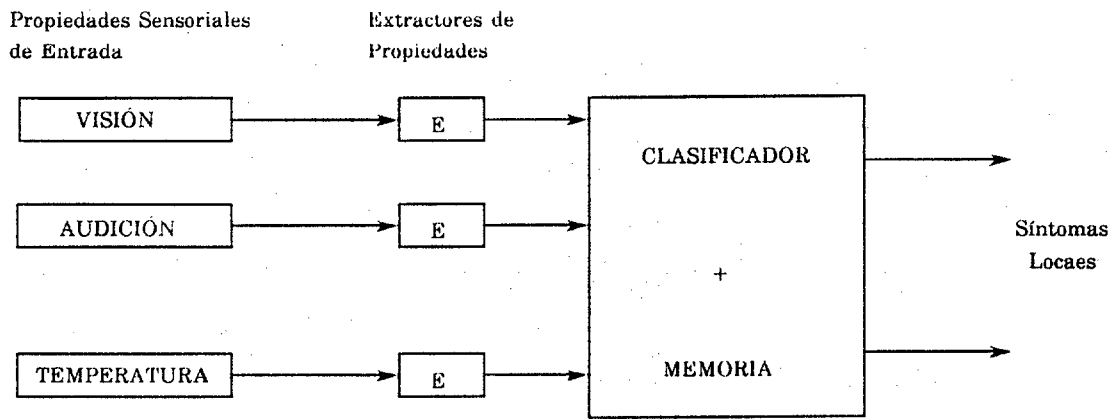 Propiedades Sensoriales
de Entrada
Extractores de
Propiedades
VISIÓN
E
CLASIFICADOR
AUDICIÓN
E
Síntomas
Locaes
+
TEMPERATURA
E
MEMORIA